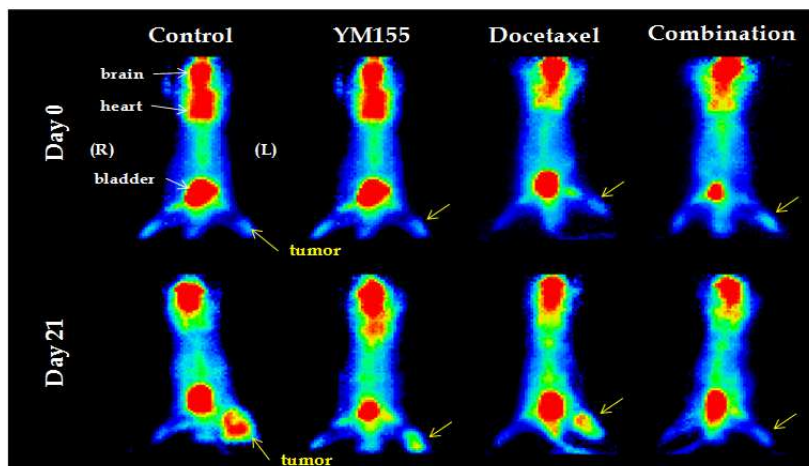 Control YM155 Docetaxel Combination
Day 0
brain
heart
(R) (L)
bladder
tumor
Day 21
tumor